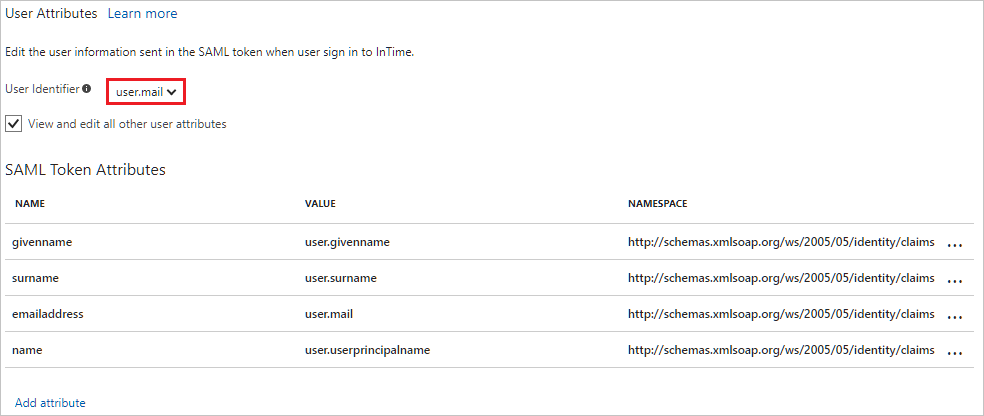 User Attributes Learn more
Edit the user information sent in the SAML token when user sign in to InTime.
User Identifier user.mail
View and edit all other user attributes
SAML Token Attributes
NAME VALUE NAMESPACE
givenname user.givenname http://schemas.xmlsoap.org/ws/2005/05/identity/claims ...
surname user.surname http://schemas.xmlsoap.org/ws/2005/05/identity/claims ...
emailaddress user.mail http://schemas.xmlsoap.org/ws/2005/05/identity/claims ...
name user.userprincipalname http://schemas.xmlsoap.org/ws/2005/05/identity/claims ...
Add attribute